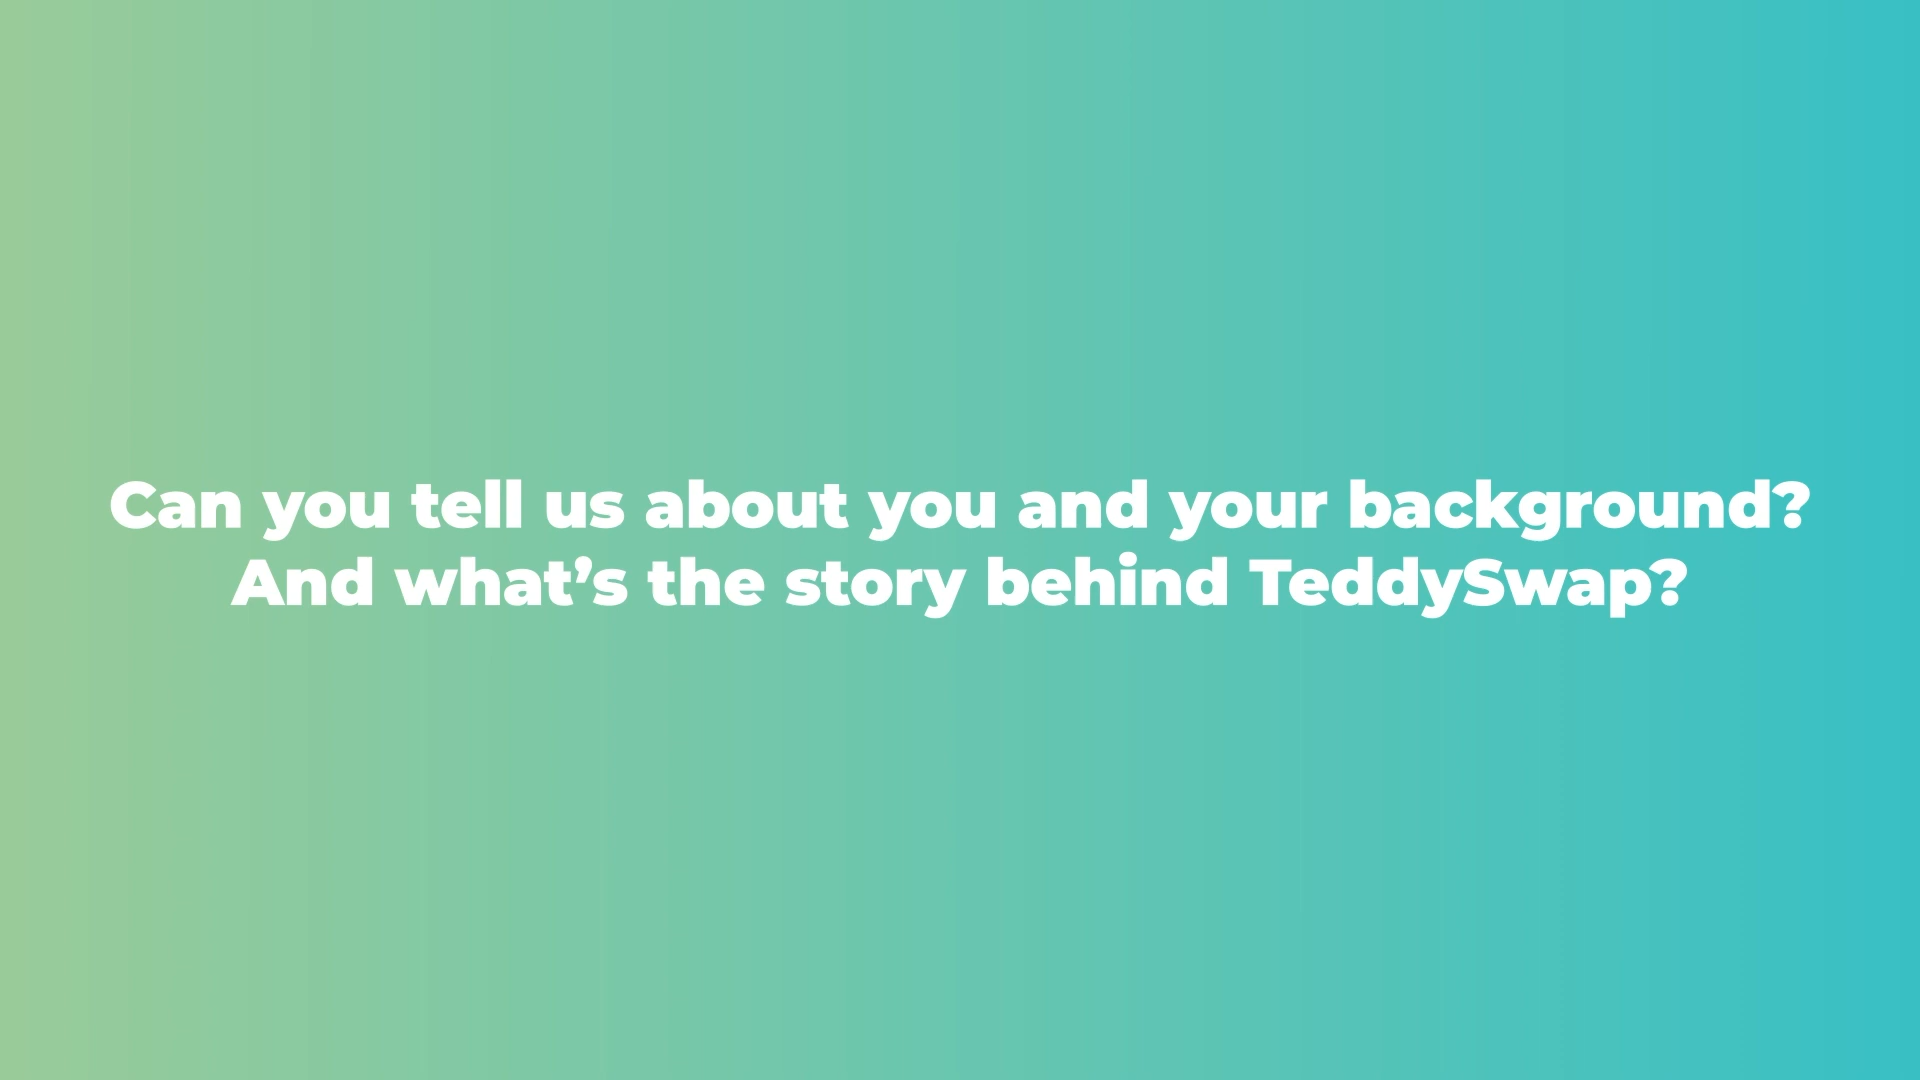 Can you tell us about you and your background?
And what’s the story behind TeddySwap?